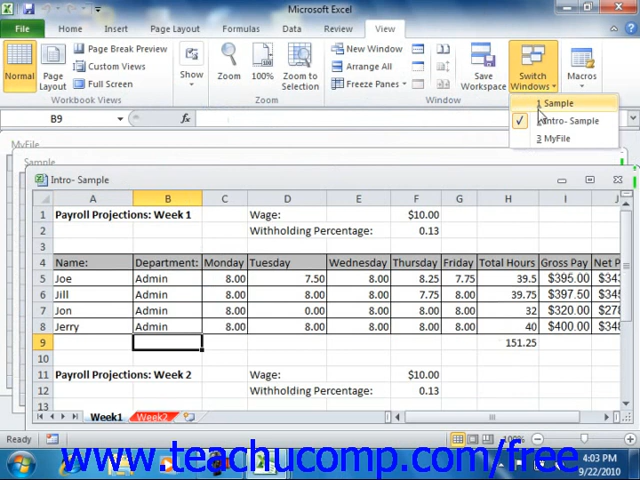 Microsoft Excel
File Home Insert Page Layout Formulas Data Review View
Normal Page Layout Page Break Preview Custom Views Full Screen Show Zoom 100% Zoom to Selection New Window Arrange All Freeze Panes Save Workspace Switch Windows Macros
Workbook Views Zoom Window
1 Sample
Intro- Sample
3 MyFile
B9 fx
MyFile
Sample
Intro- Sample
A B C D E F G H I J
1 Payroll Projections: Week 1 Wage: $10.00
2 Withholding Percentage: 0.13
3
4 Name: Department: Monday Tuesday Wednesday Thursday Friday Total Hours Gross Pay Net P
5 Joe Admin 8.00 7.50 8.00 8.25 7.75 39.5 $395.00 $343
6 Jill Admin 8.00 8.00 8.00 7.75 8.00 39.75 $397.50 $345
7 Jon Admin 8.00 0.00 8.00 8.00 8.00 32 $320.00 $278
8 Jerry Admin 8.00 8.00 8.00 8.00 8.00 40 $400.00 $348
9 151.25
10
11 Payroll Projections: Week 2 Wage: $10.00
12 Withholding Percentage: 0.13
13
Week1 Week2
Ready 100%
www.teachucomp.com/free
4:03 PM
9/22/2010